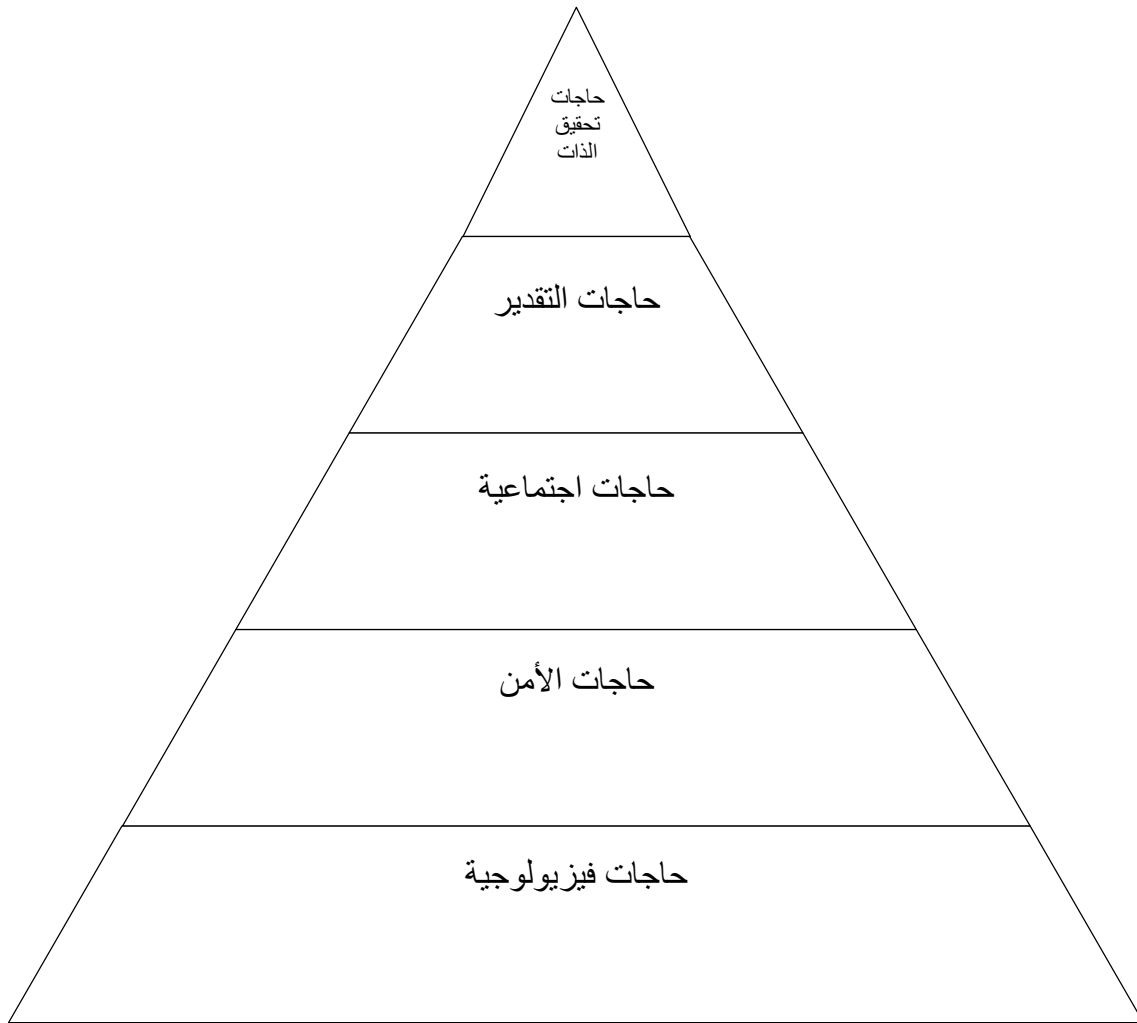 حاجات
تحقيق
الذات
حاجات التقدير
حاجات اجتماعية
حاجات الأمن
حاجات فيزيولوجية